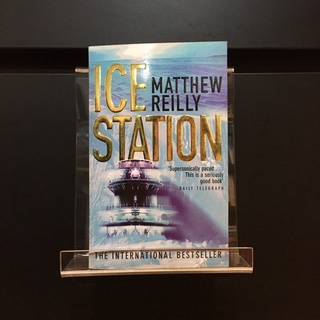 ICE MATTHEW
REILLY
STATION
'Supersonically paced...
This is a seriously
good book'
DAILY TELEGRAPH
THE INTERNATIONAL BESTSELLER